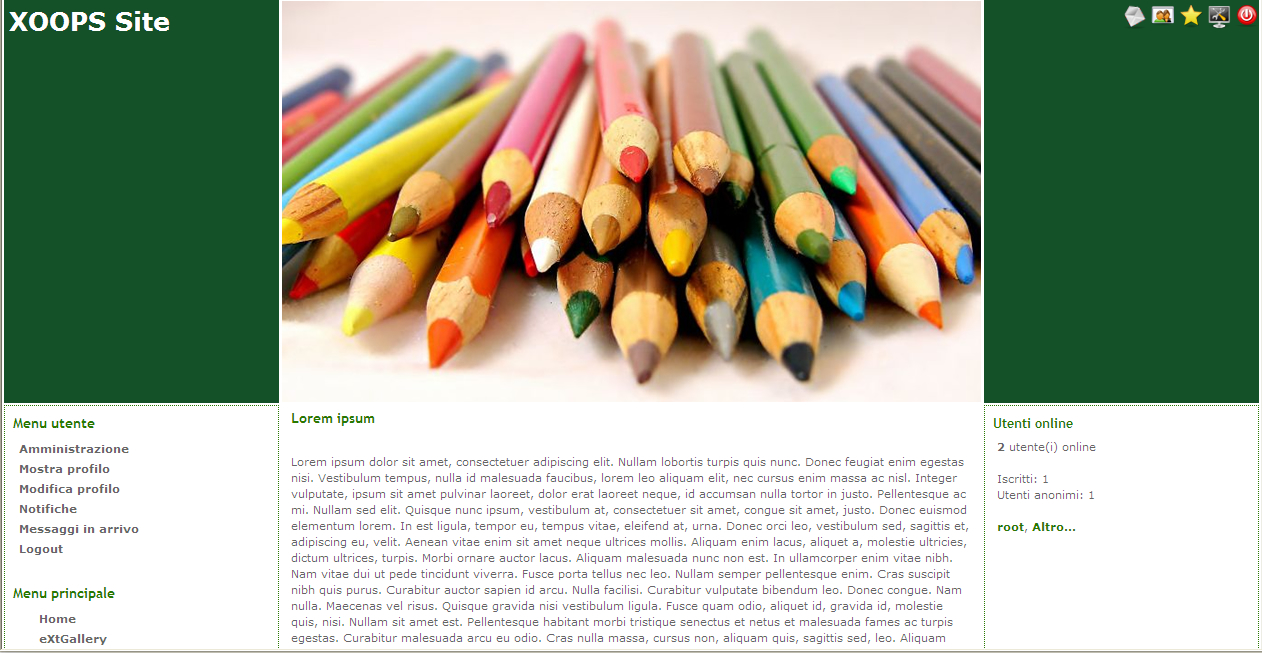 XOOPS Site
Menu utente
Amministrazione
Mostra profilo
Modifica profilo
Notifiche
Messaggi in arrivo
Logout
Menu principale
Home
eXtGallery
Lorem ipsum
Lorem ipsum dolor sit amet, consectetuer adipiscing elit. Nullam lobortis turpis quis nunc. Donec feugiat enim egestas
nisi. Vestibulum tempus, nulla id malesuada faucibus, lorem leo aliquam elit, nec cursus enim massa ac nisl. Integer
vulputate, ipsum sit amet pulvinar laoreet, dolor erat laoreet neque, id accumsan nulla tortor in justo. Pellentesque ac
mi. Nullam sed elit. Quisque nunc ipsum, vestibulum at, consectetuer sit amet, congue sit amet, justo. Donec euismod
elementum lorem. In est ligula, tempor eu, tempus vitae, eleifend at, urna. Donec orci leo, vestibulum sed, sagittis et,
adipiscing eu, velit. Aenean vitae enim sit amet neque ultrices mollis. Aliquam enim lacus, aliquet a, molestie ultricies,
dictum ultrices, turpis. Morbi ornare auctor lacus. Aliquam malesuada nunc non est. In ullamcorper enim vitae nibh.
Nam vitae dui ut pede tincidunt viverra. Fusce porta tellus nec leo. Nullam semper pellentesque enim. Cras suscipit
nibh quis purus. Curabitur auctor sapien id arcu. Nulla facilisi. Curabitur vulputate bibendum leo. Donec congue. Nam
nulla. Maecenas vel risus. Quisque gravida nisi vestibulum ligula. Fusce quam odio, aliquet id, gravida id, molestie
quis, nisi. Nullam sit amet est. Pellentesque habitant morbi tristique senectus et netus et malesuada fames ac turpis
egestas. Curabitur malesuada arcu eu odio. Cras nulla massa, cursus non, aliquam quis, sagittis sed, leo. Aliquam
Utenti online
2 utente(i) online
Iscritti: 1
Utenti anonimi: 1
root, Altro...